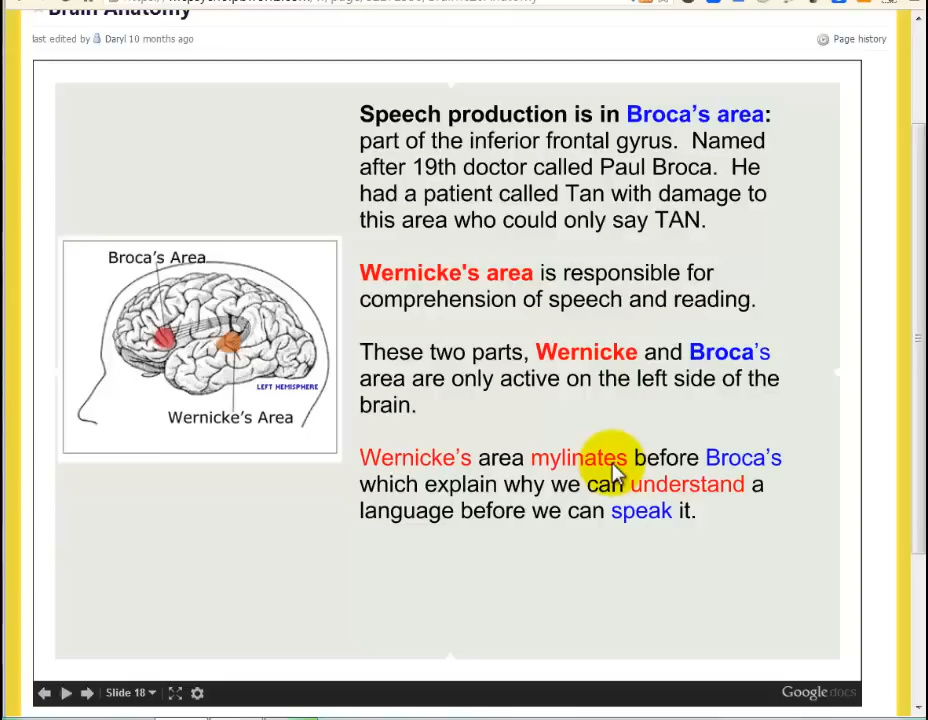 Brain Anatomy
last edited by Daryl 10 months ago
Page history
Speech production is in Broca's area:
part of the inferior frontal gyrus. Named
after 19th doctor called Paul Broca. He
had a patient called Tan with damage to
this area who could only say TAN.
Wernicke's area is responsible for
comprehension of speech and reading.
These two parts, Wernicke and Broca's
area are only active on the left side of the
brain.
Wernicke's area mylinates before Broca's
which explain why we can understand a
language before we can speak it.
Broca's Area
LEFT HEMISPHERE
Wernicke's Area
Slide 18
Google docs